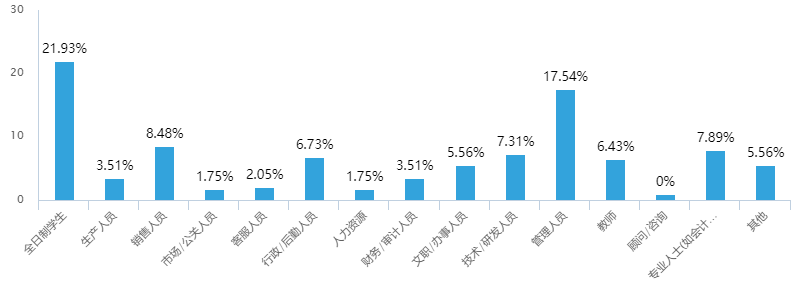 30
20
10
0
21.93%
3.51%
8.48%
1.75%
2.05%
6.73%
1.75%
3.51%
5.56%
7.31%
17.54%
6.43%
0%
7.89%
5.56%
全日制学生
生产人员
销售人员
市场/公关人员
客服人员
行政/后勤人员
人力资源
财务/审计人员
文职/办事人员
技术/研发人员
管理人员
教师
顾问/咨询
专业人士(如会计...
其他